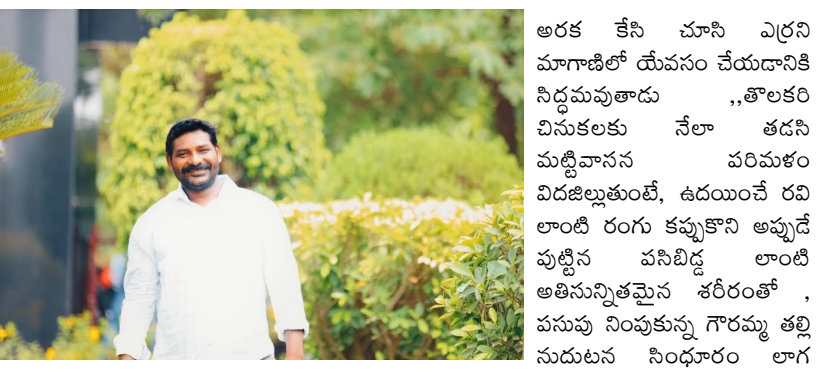 అరక కేసి చూసి ఎర్రని
మాగాణిలో యేవసం చేయడానికి
సిద్ధమవుతాడు ,,తొలకరి
చినుకలకు నేలా తడసి
మట్టివాసన పరిమళం
విదజిల్లుతుంటే, ఉదయించే రవి
లాంటి రంగు కప్పుకొని అప్పుడే
పుట్టిన పసిబిడ్డ లాంటి
అతిసున్నితమైన శరీరంతో ,
పసుపు నింపుకున్న గౌరమ్మ తల్లి
నుదుటన సింధూరం లాగ